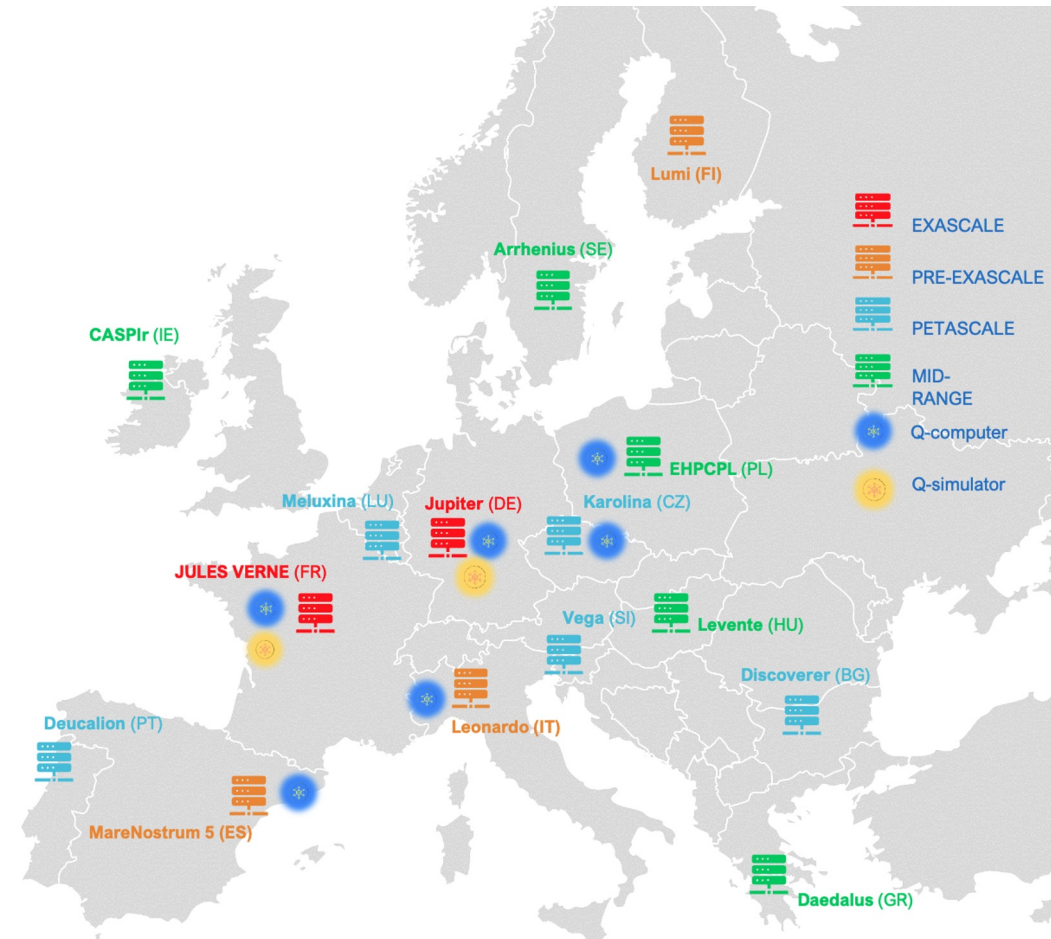 Lumi (FI)
EXASCALE
Arrhenius (SE)
PRE-EXASCALE
PETASCALE
CASPIr (IE)
MID-
RANGE
Q-computer
EHPCPL (PL)
Q-simulator
Meluxina (LU)
Jupiter (DE)
Karolina (CZ)
JULES VERNE (FR)
Vega (SI)
Levente (HU)
Discoverer (BG)
Deucalion (PT)
Leonardo (IT)
MareNostrum 5 (ES)
Daedalus (GR)